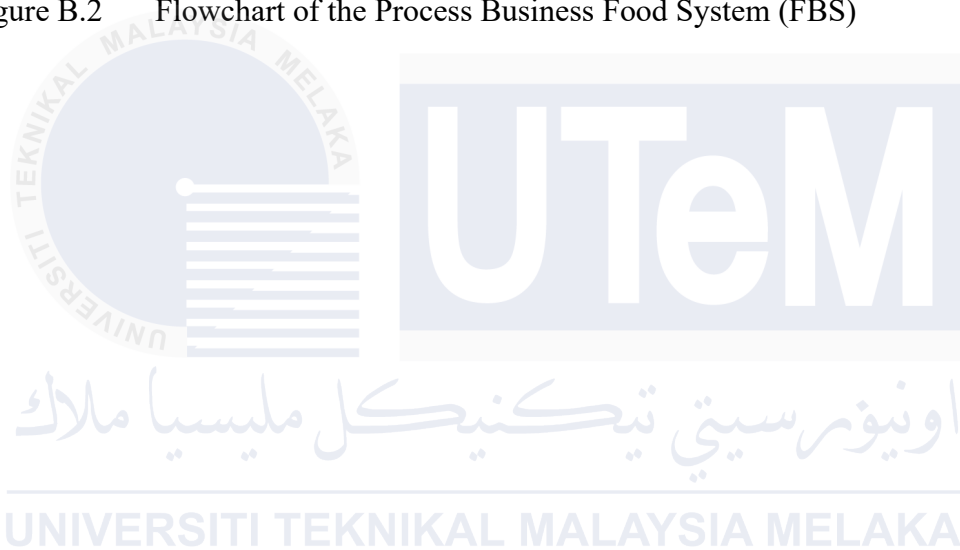 gure B.2 Flowchart of the Process Business Food System (FBS)
UNIVERSITI TEKNIKAL MALAYSIA MELAKA
UTeM
اونيۏرسيتي تيكنيكل مليسيا ملاك
UNIVERSITI TEKNIKAL MALAYSIA MELAKA